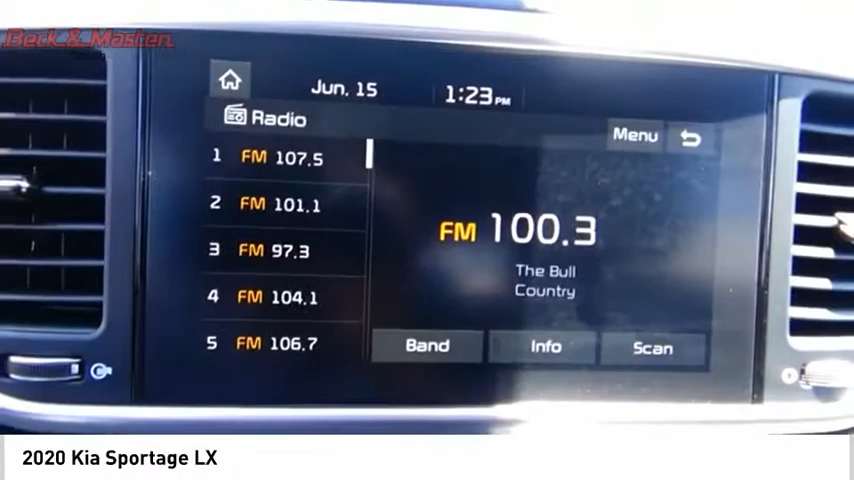 Beck & Masten
Jun. 15 1:23 PM
Radio
Menu
1 FM 107.5
2 FM 101.1
3 FM 97.3
4 FM 104.1
5 FM 106.7
FM 100.3
The Bull
Country
Band Info Scan
2020 Kia Sportage LX